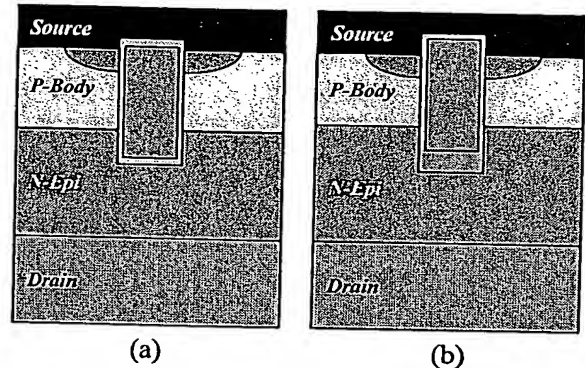 Source
P-Body
N-Epi
Drain
(a)
Source
P-Body
N-Epi
Drain
(b)